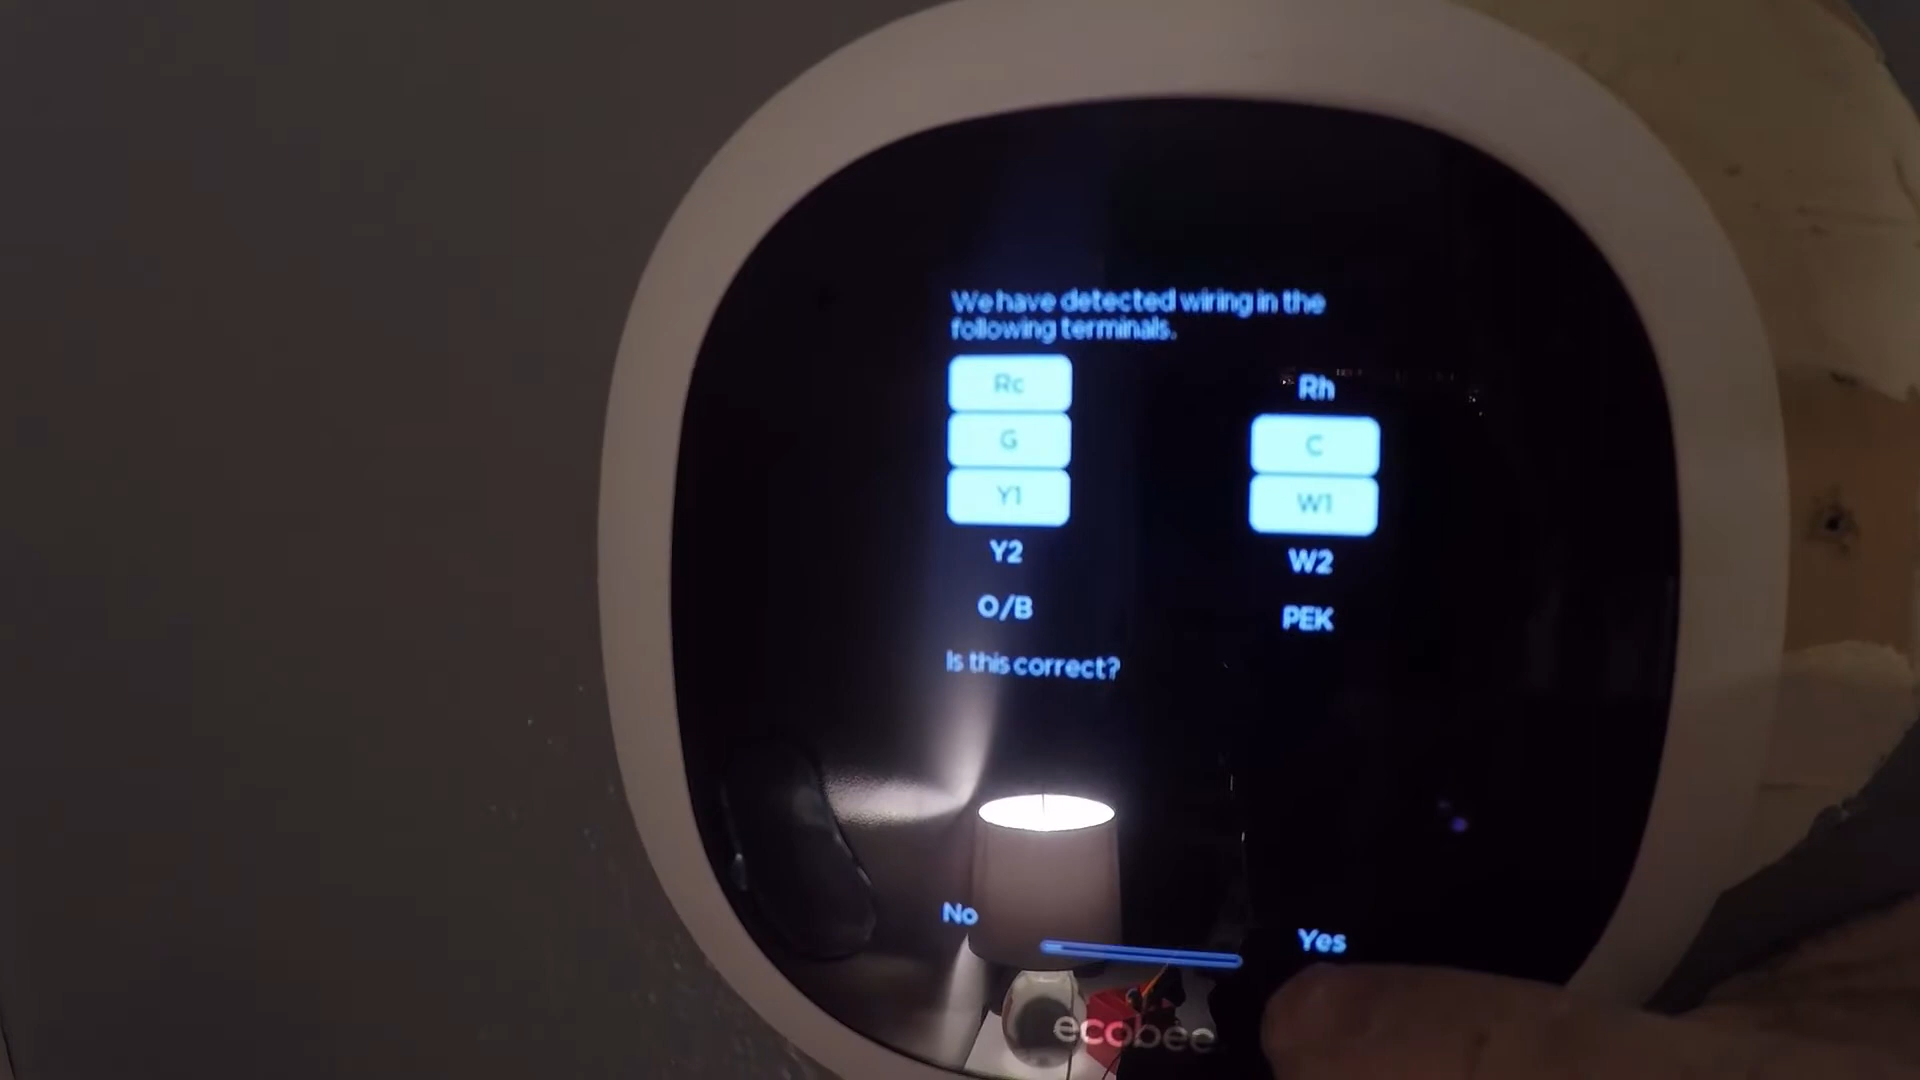 We have detected wiring in the
following terminals.
Rc
Rh
G
C
Y1
W1
Y2
W2
O/B
PEK
Is this correct?
No
Yes
ecobee